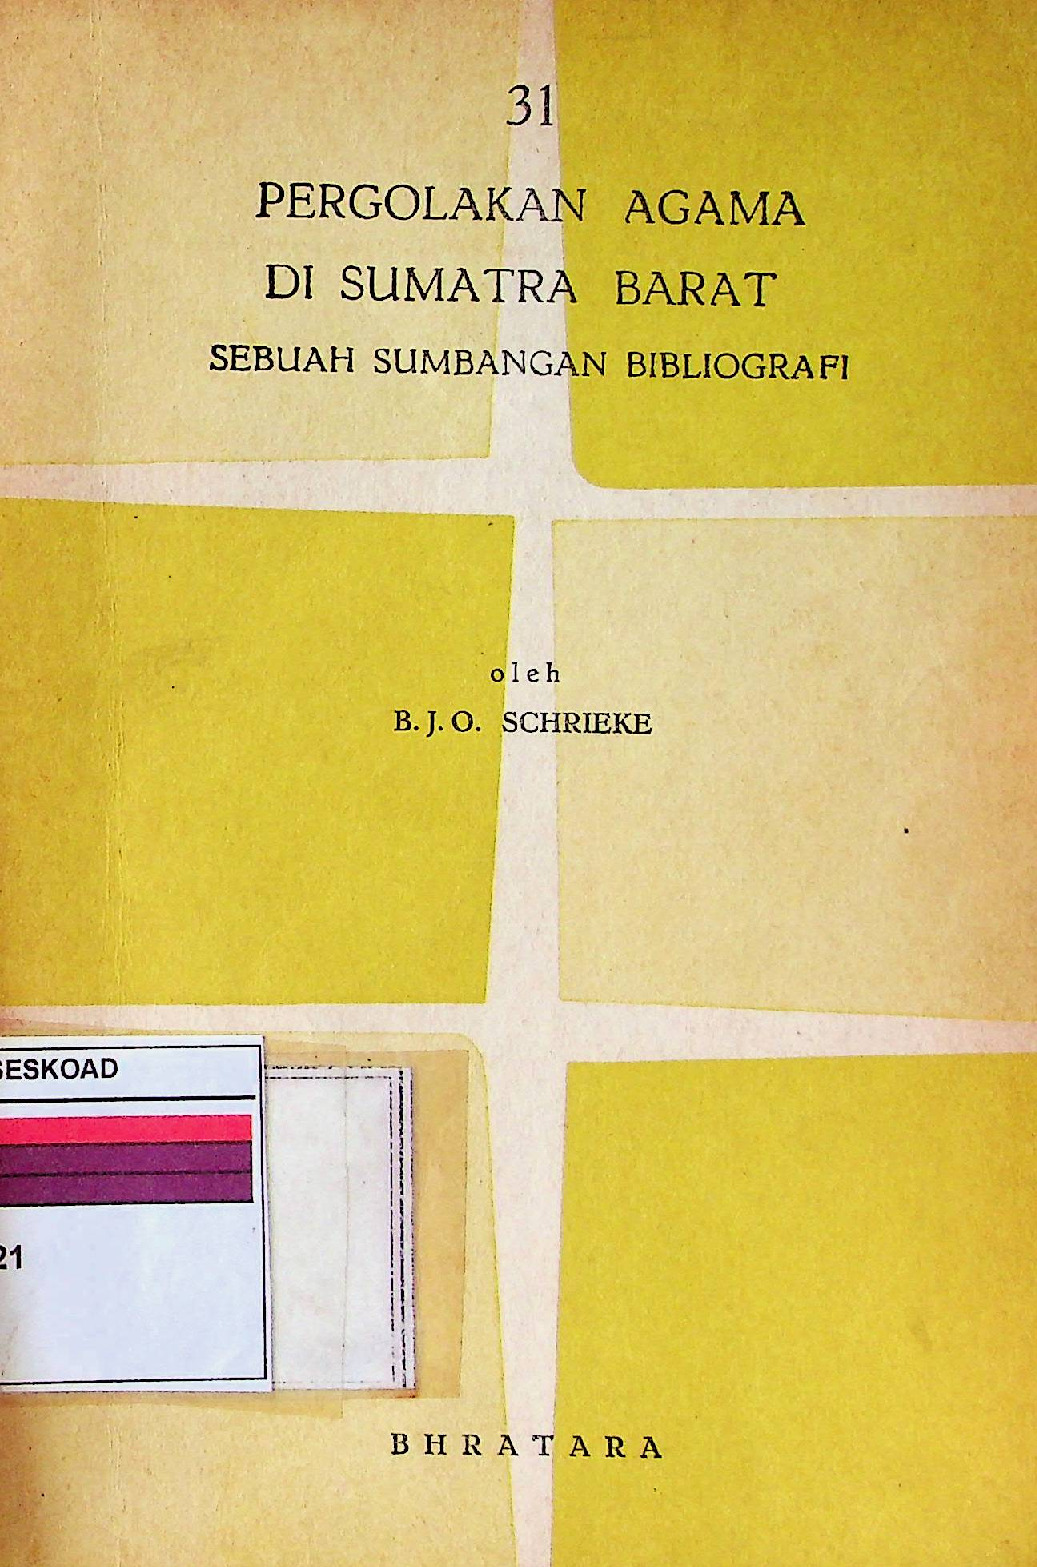 31
PERGOLAKAN AGAMA
DI SUMATRA BARAT
SEBUAH SUMBANGAN BIBLIOGRAFI
oleh
B. J. O. SCHRIEKE
SESKOAD
21
BHRATARA